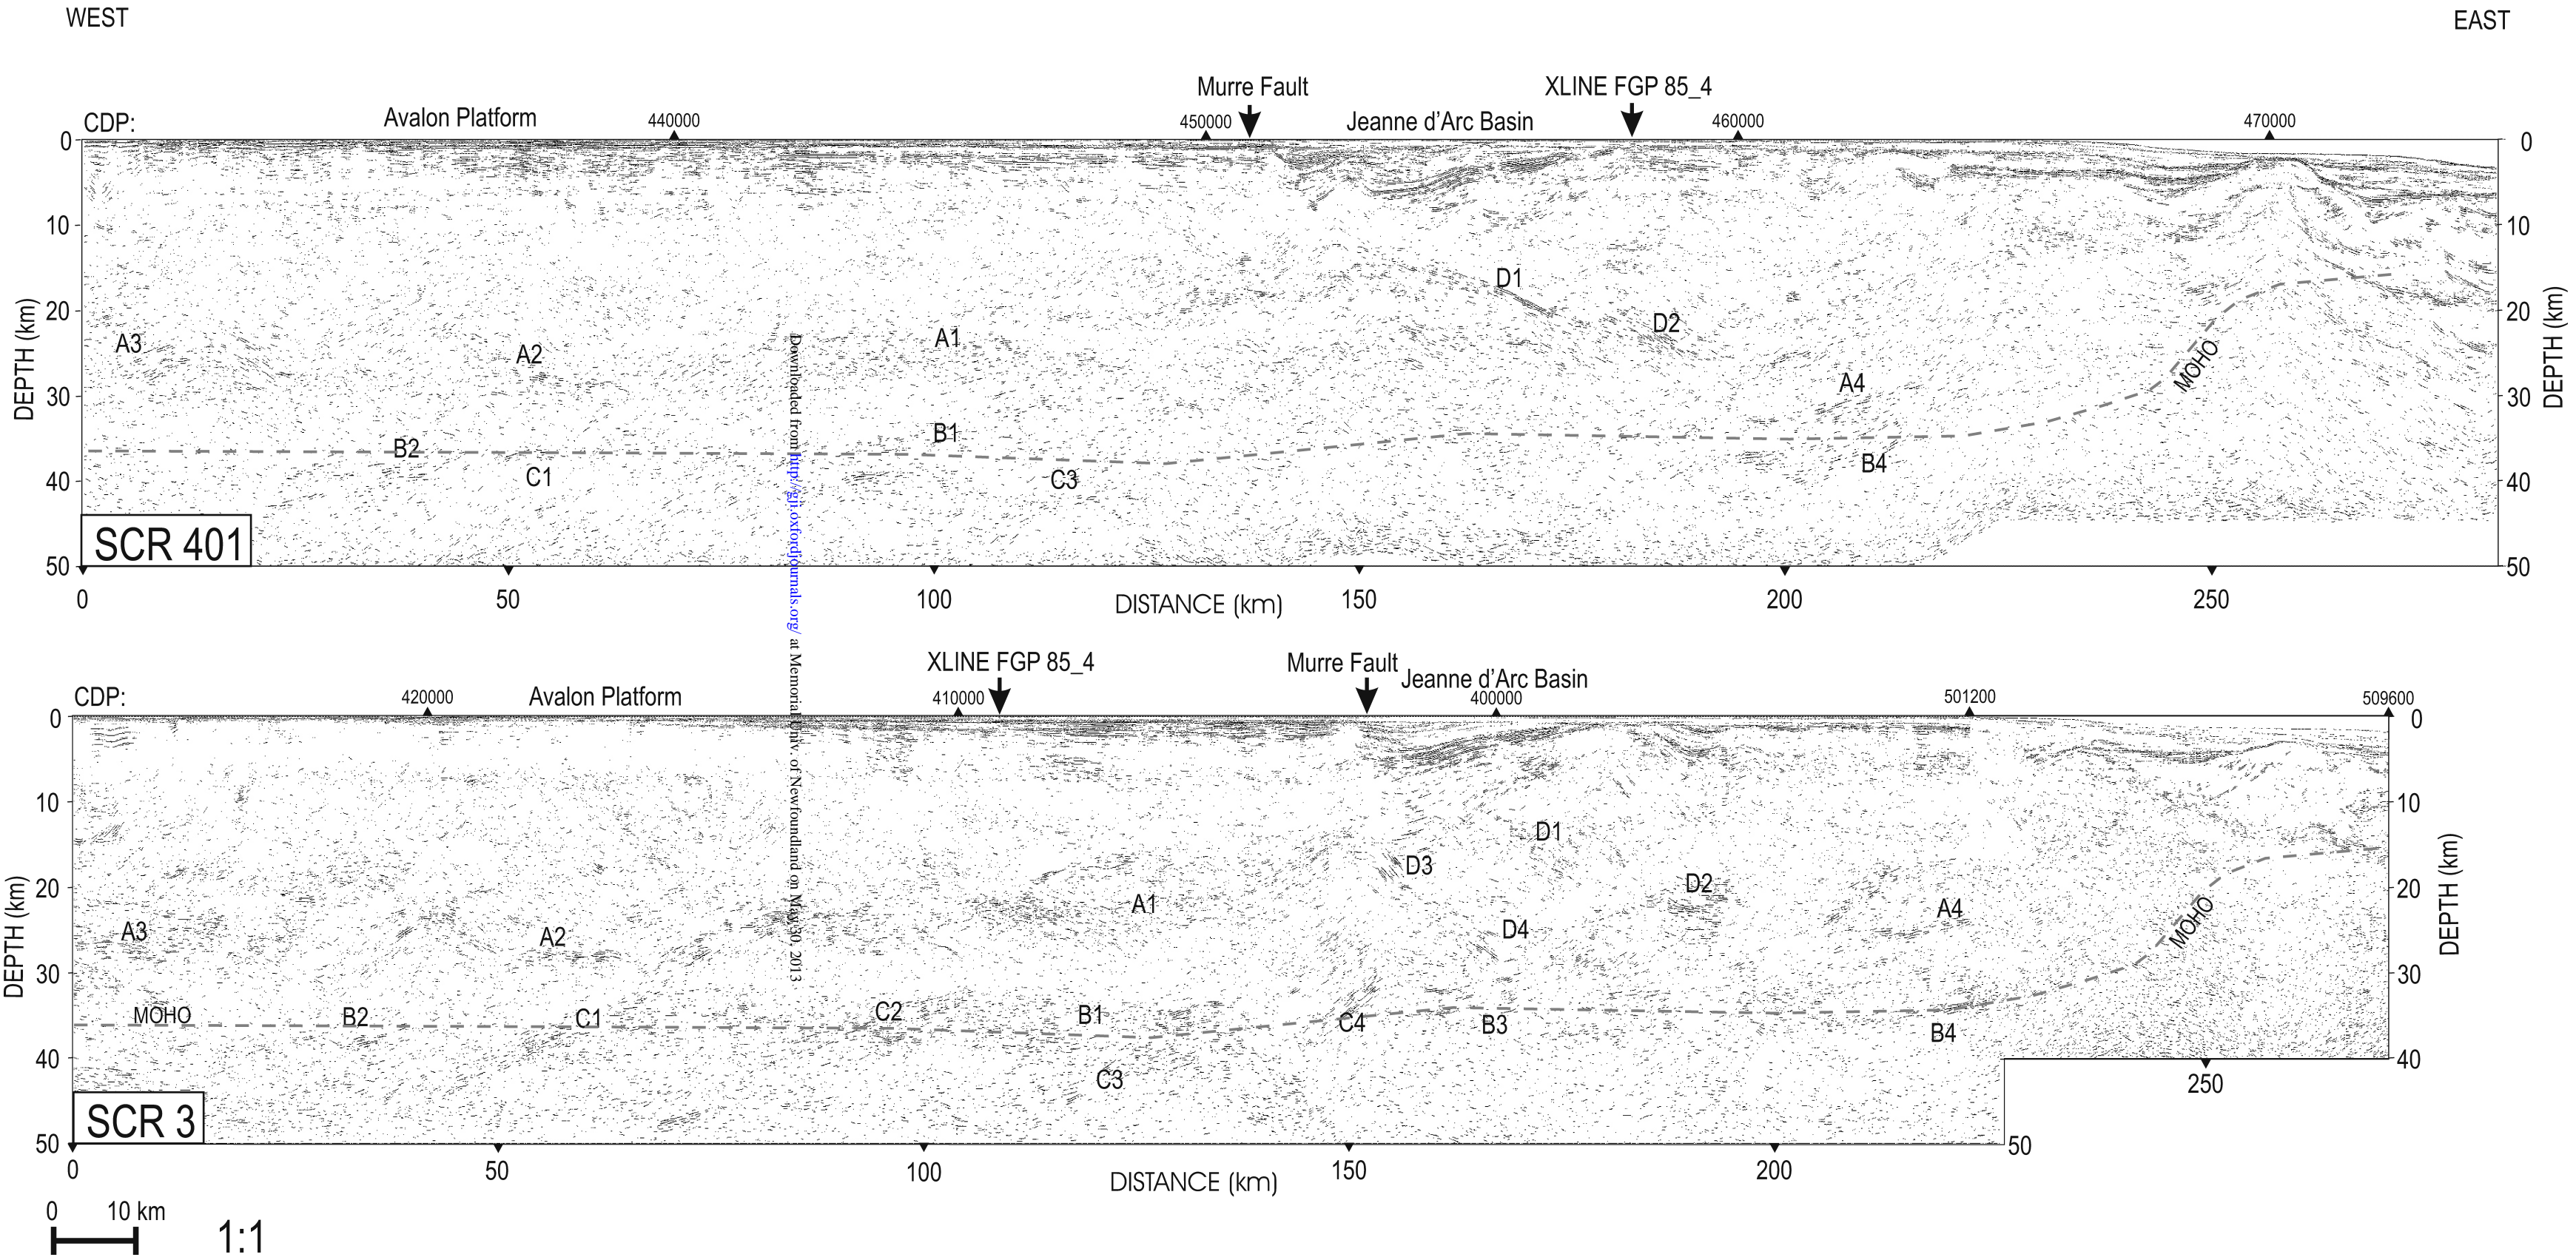 WEST EAST
Murre Fault XLINE FGP 85_4
CDP: Avalon Platform 440000 450000 Jeanne d'Arc Basin 460000 470000
0 0
10 10
D1
20 20
D2
A3 A2 A1
MOHO
A4
30 30
DEPTH (km) DEPTH (km)
B2 B1
C1 C3 B4
40 40
SCR 401
50 50
0 50 100 DISTANCE (km) 150 200 250
Downloaded from http://gji.oxfordjournals.org/ at Memorial Univ. of Newfoundland on May 30, 2013
XLINE FGP 85_4 Murre Fault
CDP: 420000 Avalon Platform 410000 Jeanne d'Arc Basin 400000 501200 509600
0 0
10 10
D1
D3
20 D2 20
A3 A2 A1 D4 A4
MOHO
DEPTH (km) DEPTH (km)
30 30
MOHO B2 C1 C2 B1 C4 B3 B4
40 C3 40
250
SCR 3
50 50
0 50 100 DISTANCE (km) 150 200
0 10 km
1:1